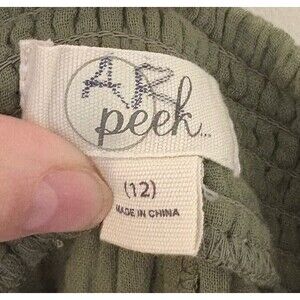 AR
peek...
(12)
MADE IN CHINA